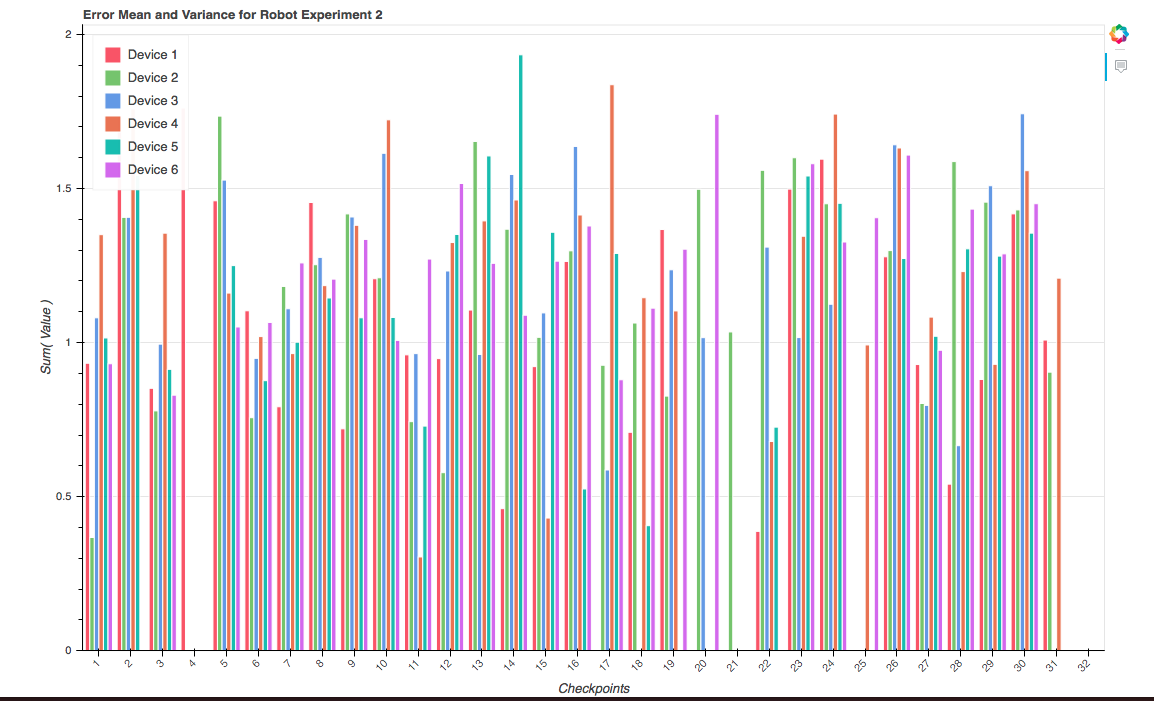 Error Mean and Variance for Robot Experiment 2
2
1.5
1
0.5
0
Sum( Value )
Device 1
Device 2
Device 3
Device 4
Device 5
Device 6
1 2 3 4 5 6 7 8 9 10 11 12 13 14 15 16 17 18 19 20 21 22 23 24 25 26 27 28 29 30 31 32
Checkpoints